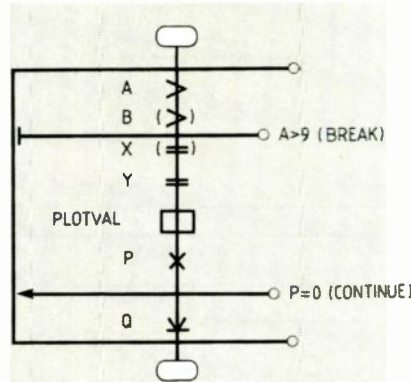 A
B ( )
A>9 (BREAK)
X ( )
Y
PLOTVAL
P
P=0 (CONTINUE)
Q